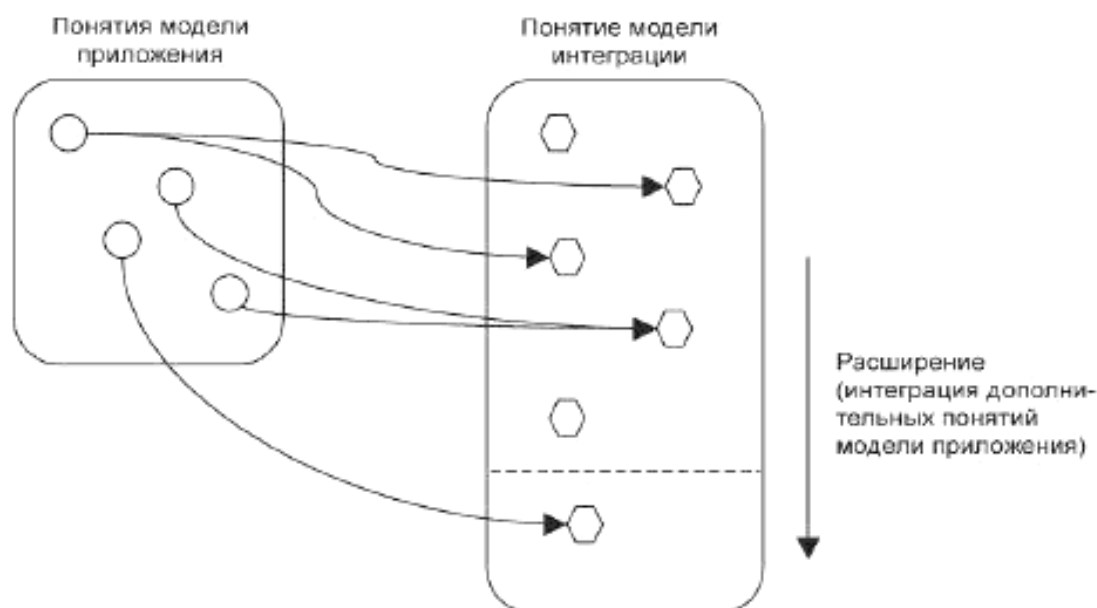 Понятия модели
приложения
Понятие модели
интеграции
Расширение
(интеграция дополни-
тельных понятий
модели приложения)